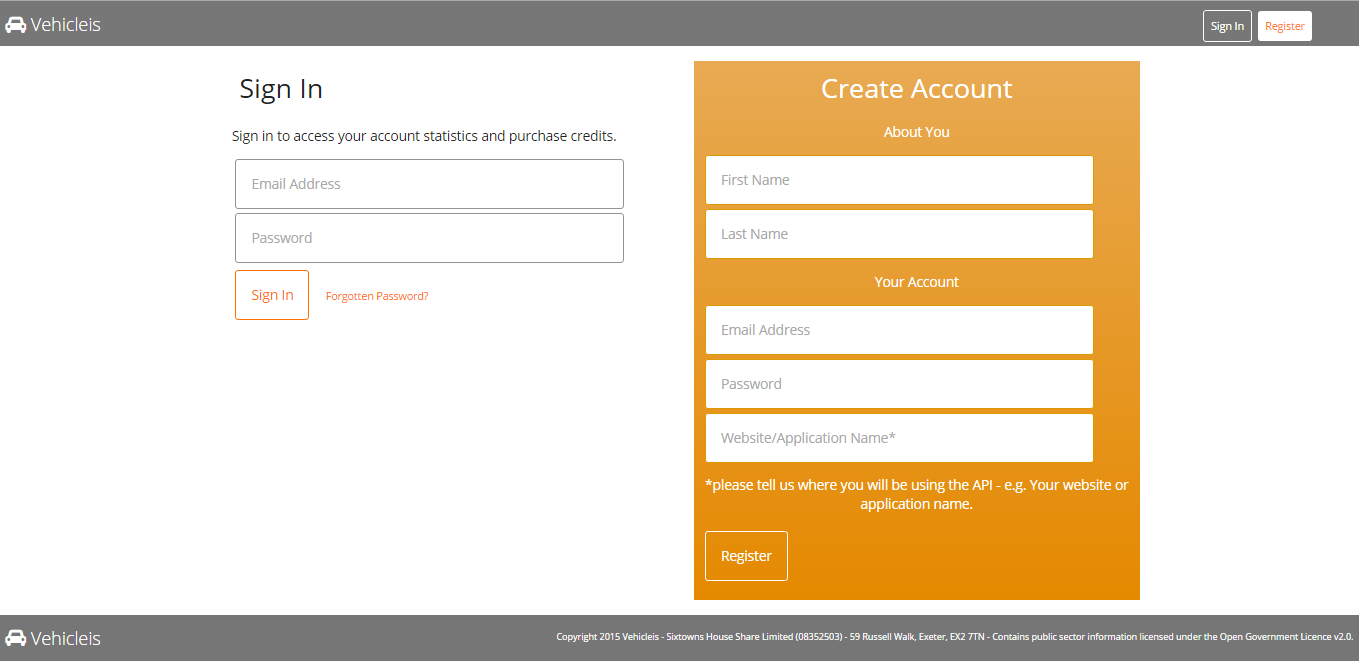 Vehicleis
Sign In
Register
Sign In
Sign in to access your account statistics and purchase credits.
Email Address
Password
Sign In
Forgotten Password?
Create Account
About You
First Name
Last Name
Your Account
Email Address
Password
Website/Application Name*
*please tell us where you will be using the API - e.g. Your website or
application name.
Register
Vehicleis
Copyright 2015 Vehicleis - Sixtowns House Share Limited (08352503) - 59 Russell Walk, Exeter, EX2 7TN - Contains public sector information licensed under the Open Government Licence v2.0.